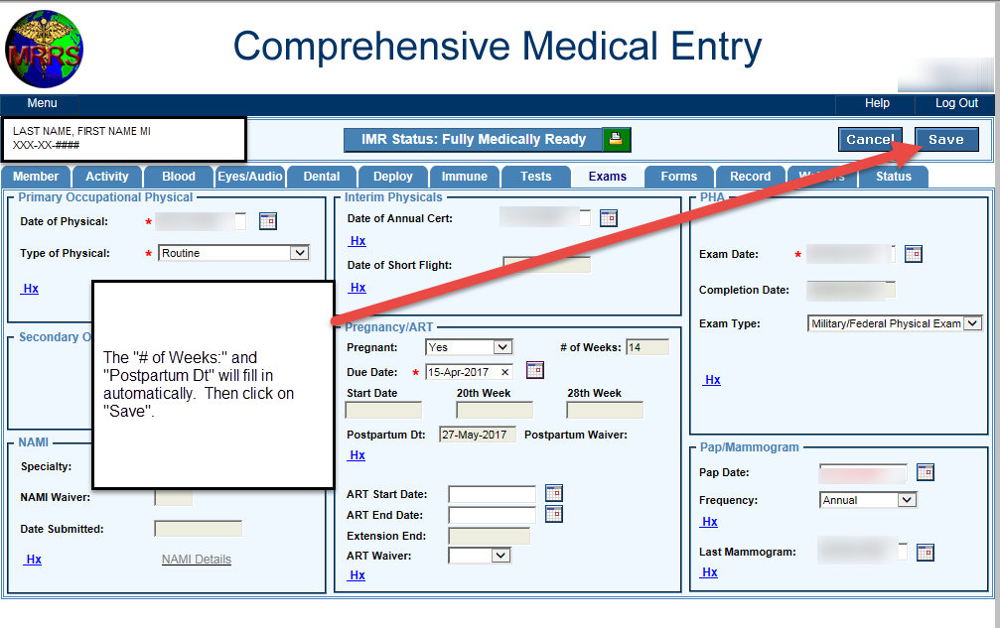 MRRS
Comprehensive Medical Entry
Menu Help Log Out
LAST NAME, FIRST NAME MI
XXX-XX-####
IMR Status: Fully Medically Ready
Cancel Save
Member Activity Blood Eyes/Audio Dental Deploy Immune Tests Exams Forms Record Status
Primary Occupational Physical
Date of Physical: *
Type of Physical: * Routine
Hx
Secondary O
The "# of Weeks:" and
"Postpartum Dt" will fill in
automatically. Then click on
"Save".
NAMI
Specialty:
NAMI Waiver:
Date Submitted:
Hx NAMI Details
Interim Physicals
Date of Annual Cert:
Hx
Date of Short Flight:
Hx
Pregnancy/ART
Pregnant: Yes # of Weeks: 14
Due Date: * 15-Apr-2017 ×
Start Date 20th Week 28th Week
Postpartum Dt: 27-May-2017 Postpartum Waiver:
Hx
ART Start Date:
ART End Date:
Extension End:
ART Waiver:
Hx
PHA
Exam Date: *
Completion Date:
Exam Type: Military/Federal Physical Exam
Hx
Pap/Mammogram
Pap Date:
Frequency: Annual
Hx
Last Mammogram:
Hx